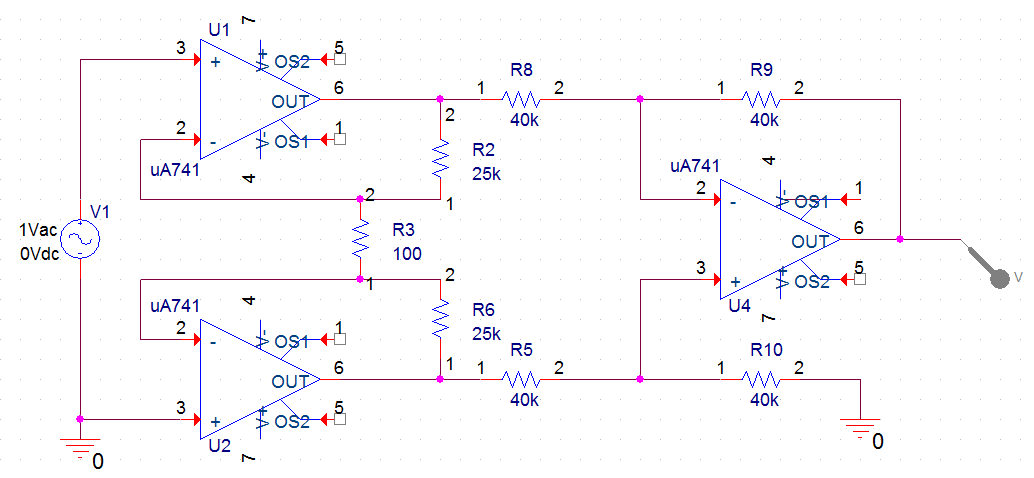 U1
7
5
3
+
V+
OS2
6
OUT
2
-
V-
OS1
1
uA741
4
1
R8
2
40k
1
R9
2
40k
2
R2
25k
1
V1
1Vac
0Vdc
+
-
2
R3
100
1
uA741
4
2
-
V-
OS1
1
6
OUT
3
+
V+
OS2
5
U2
7
2
R6
25k
1
1
R5
2
40k
uA741
4
2
-
V-
OS1
1
6
OUT
3
+
V+
OS2
5
U4
7
V
1
R10
2
40k
0
0